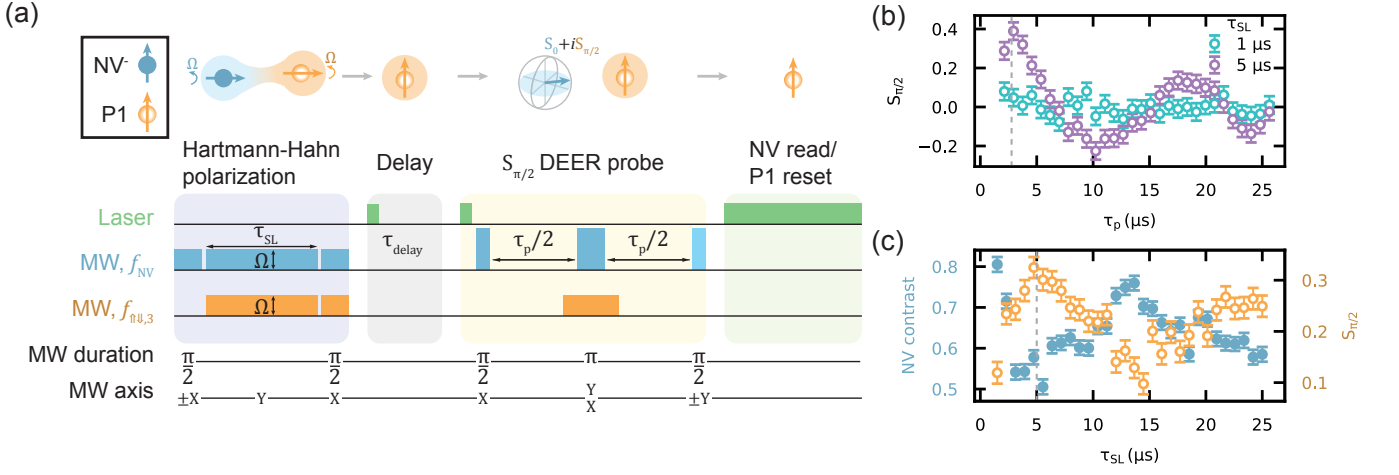 (a)
NV⁻
P1
Ω
Ω
S₀+iS_π/2
Hartmann-Hahn
polarization
Delay
S_π/2 DEER probe
NV read/
P1 reset
Laser
τ_SL
τ_delay
τ_p/2
τ_p/2
MW, f_NV
Ω
MW, f_⇑⇓,3
Ω
MW duration
π/2
π/2
π/2
π
π/2
MW axis
±X
Y
X
X
Y
X
±Y
(b)
S_π/2
0.4
0.2
0.0
−0.2
τ_SL
1 μs
5 μs
0
5
10
15
20
25
τ_p (μs)
(c)
NV contrast
0.8
0.7
0.6
0.5
0.3
0.2
0.1
S_π/2
0
5
10
15
20
25
τ_SL (μs)